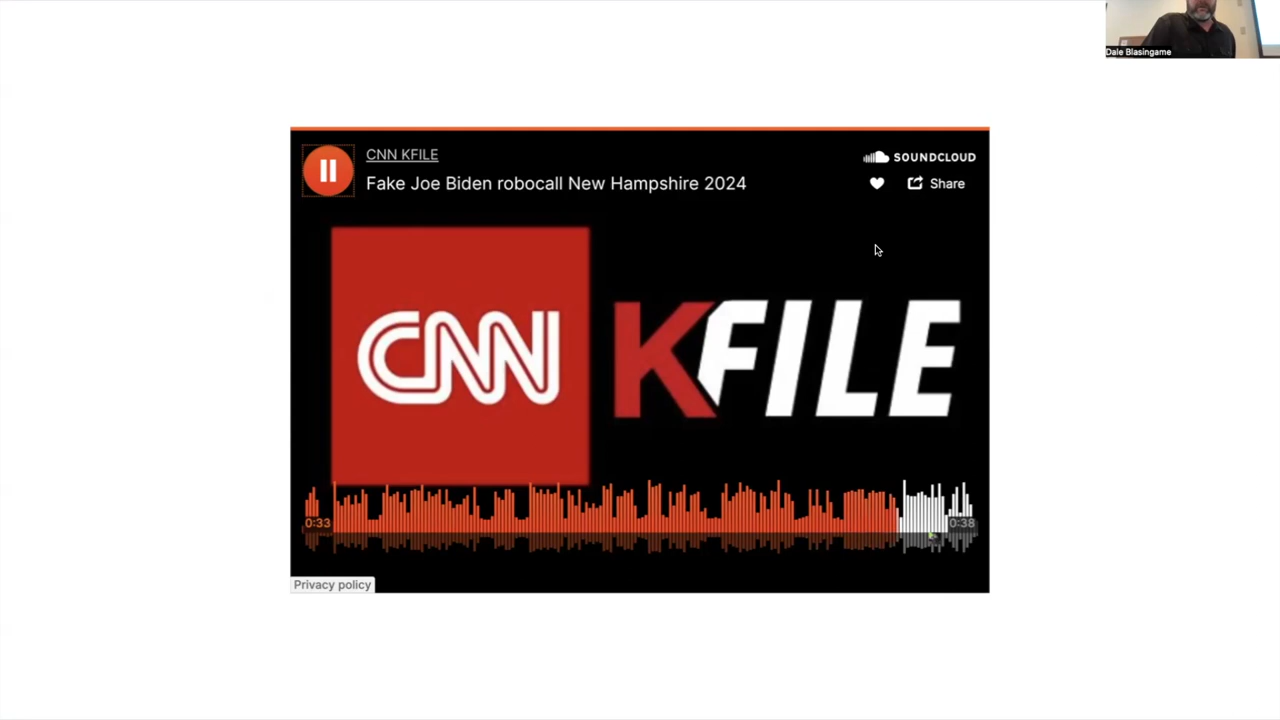 Dale Blasingame
CNN KFILE
SOUNDCLOUD
Fake Joe Biden robocall New Hampshire 2024
Share
CNN KFILE
0:33
0:38
Privacy policy